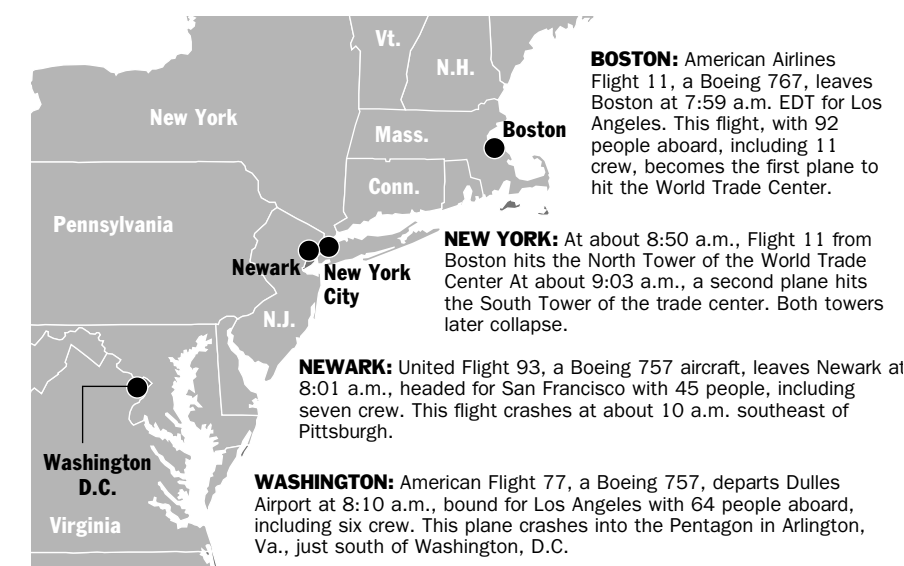 Vt.
N.H.
New York
Mass.
Boston
Conn.
Pennsylvania
Newark
New York
City
N.J.
Washington
D.C.
Virginia
BOSTON: American Airlines
Flight 11, a Boeing 767, leaves
Boston at 7:59 a.m. EDT for Los
Angeles. This flight, with 92
people aboard, including 11
crew, becomes the first plane to
hit the World Trade Center.
NEW YORK: At about 8:50 a.m., Flight 11 from
Boston hits the North Tower of the World Trade
Center At about 9:03 a.m., a second plane hits
the South Tower of the trade center. Both towers
later collapse.
NEWARK: United Flight 93, a Boeing 757 aircraft, leaves Newark at
8:01 a.m., headed for San Francisco with 45 people, including
seven crew. This flight crashes at about 10 a.m. southeast of
Pittsburgh.
WASHINGTON: American Flight 77, a Boeing 757, departs Dulles
Airport at 8:10 a.m., bound for Los Angeles with 64 people aboard,
including six crew. This plane crashes into the Pentagon in Arlington,
Va., just south of Washington, D.C.